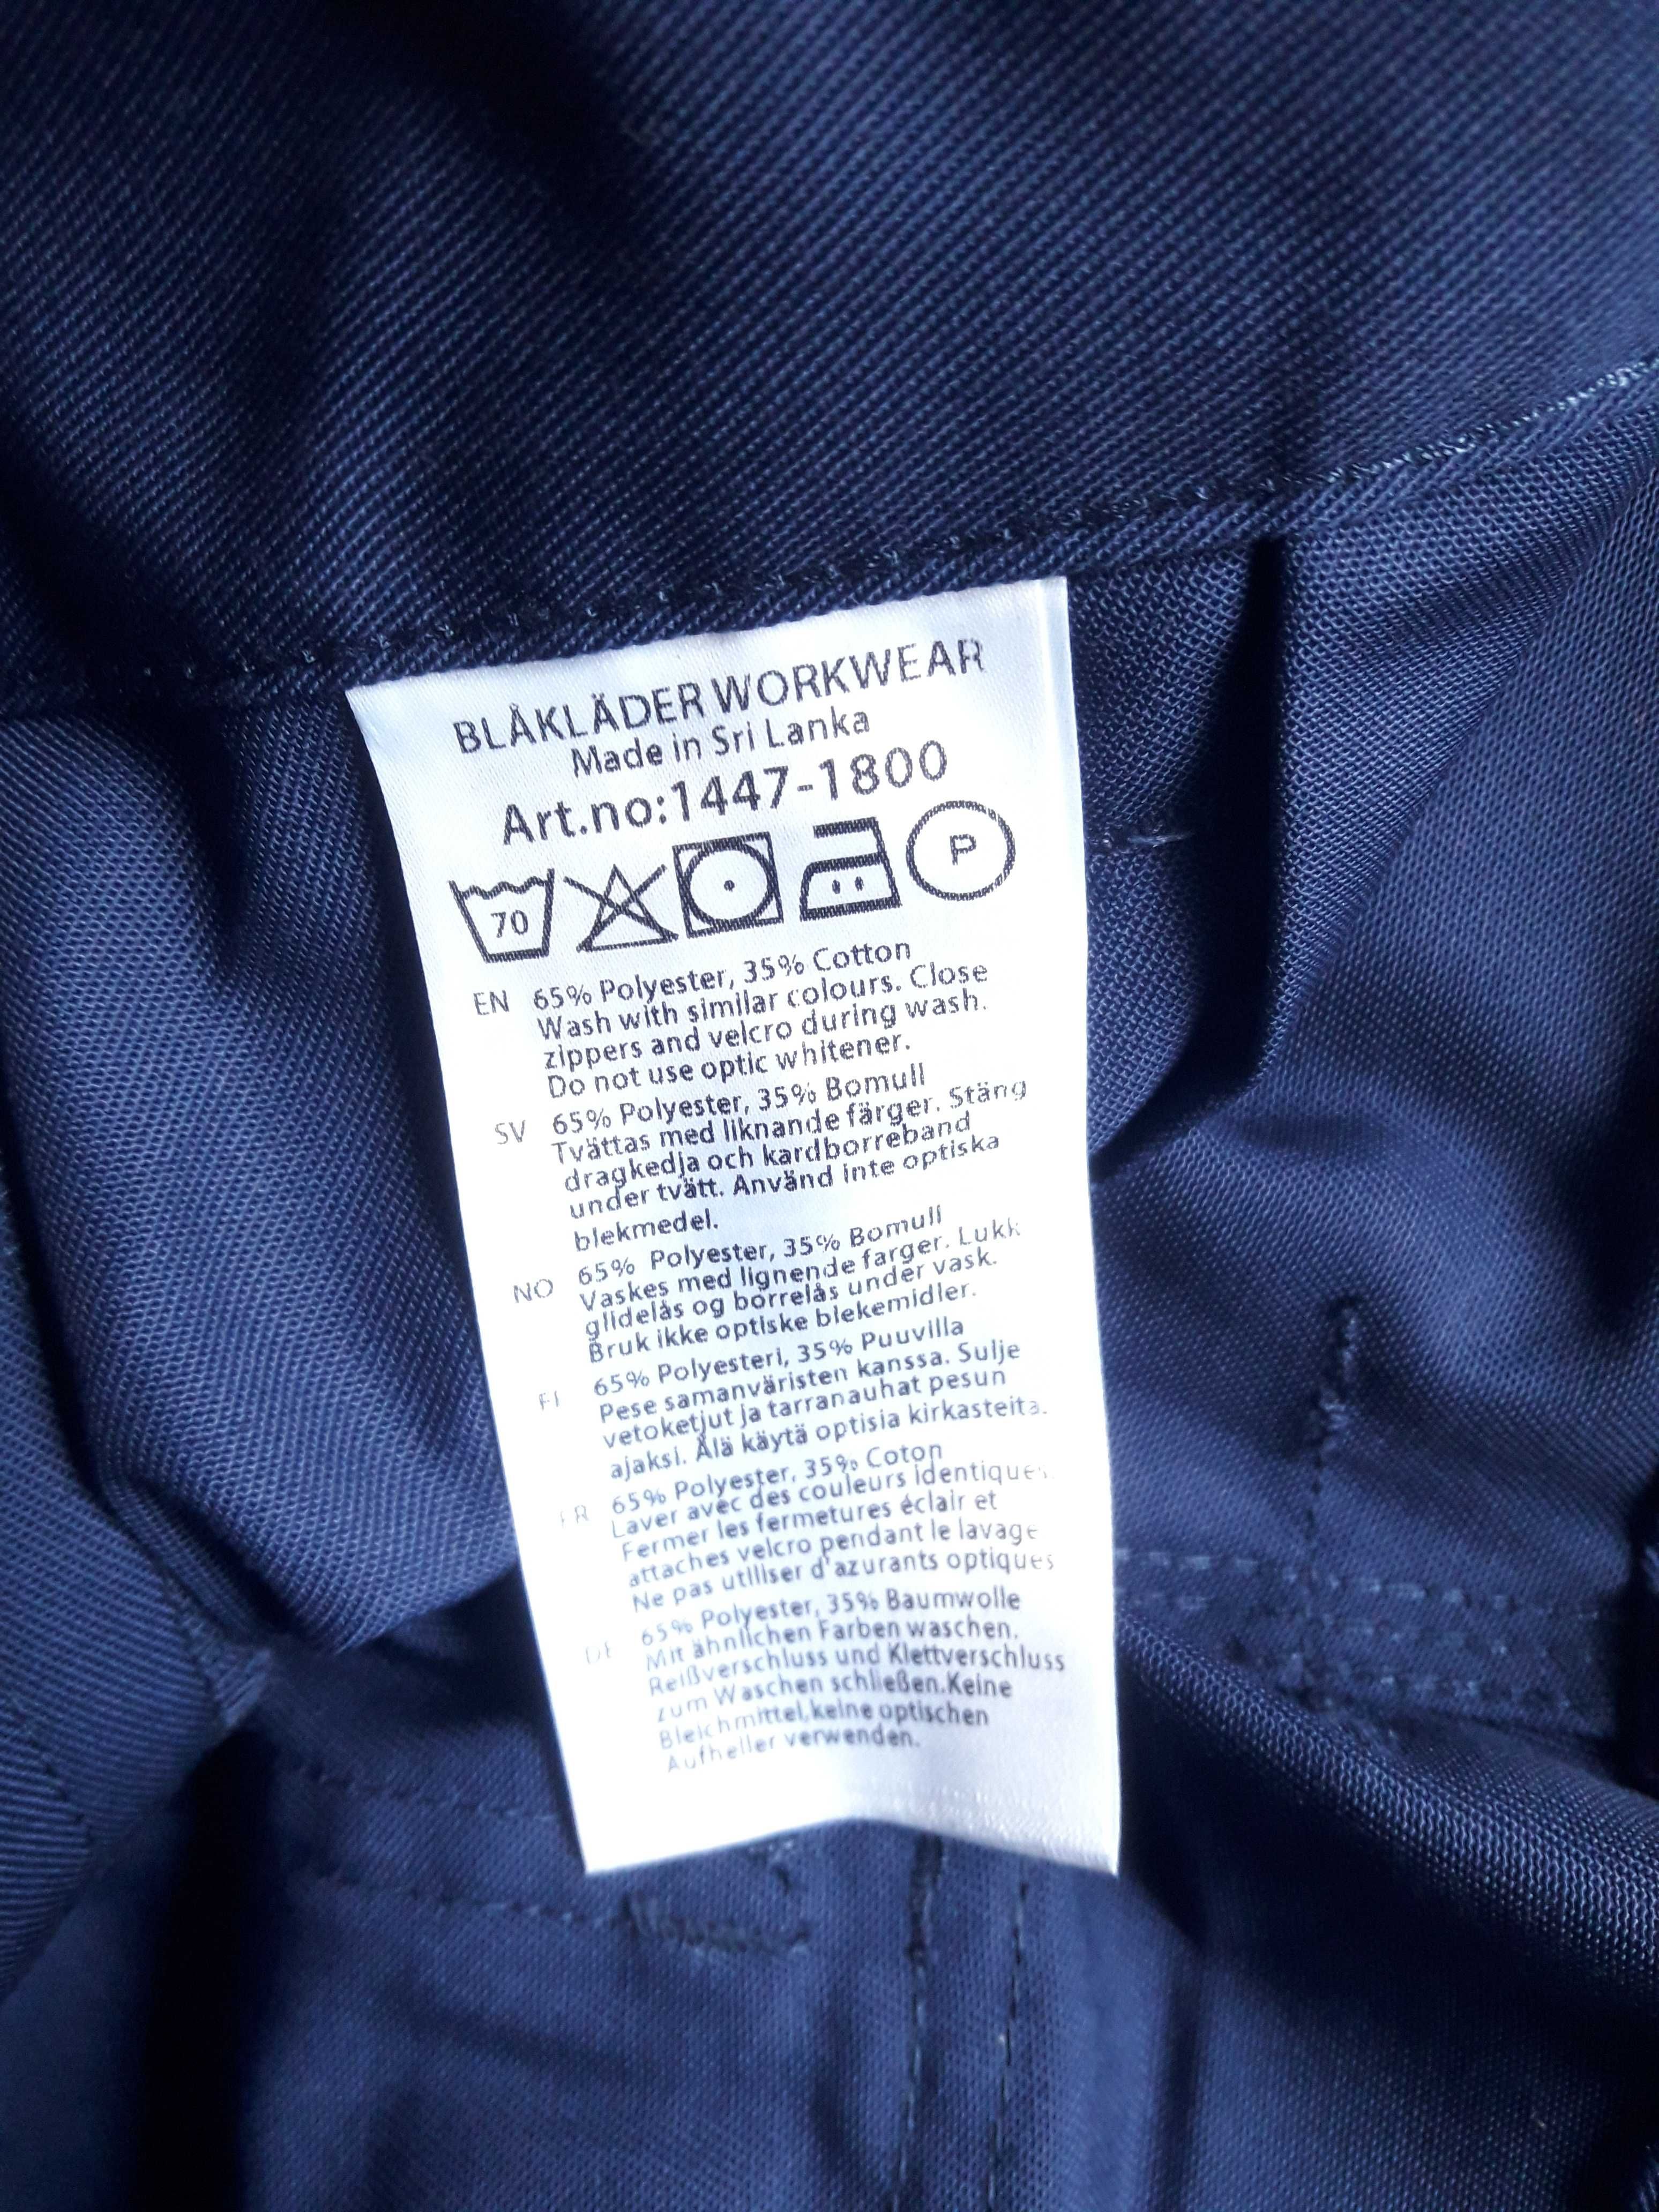 BLÅKLÄDER WORKWEAR
Made in Sri Lanka
Art.no:1447-1800
70 P
EN 65% Polyester, 35% Cotton
Wash with similar colours. Close
zippers and velcro during wash.
Do not use optic whitener.
SV 65% Polyester, 35% Bomull
Tvättas med liknande färger. Stäng
dragkedja och kardborreband
under tvätt. Använd inte optiska
blekmedel.
NO 65% Polyester, 35% Bomull
Vaskes med lignende farger. Lukk
glidelås og borrelås under vask.
Bruk ikke optiske blekemidler.
FI 65% Polyesteri, 35% Puuvilla
Pese samanväristen kanssa. Sulje
vetoketjut ja tarranauhat pesun
ajaksi. Älä käytä optisia kirkasteita.
FR 65% Polyester, 35% Coton
Laver avec des couleurs identiques.
Fermer les fermetures éclair et
attaches velcro pendant le lavage
Ne pas utiliser d'azurants optiques
DE 65% Polyester, 35% Baumwolle
Mit ähnlichen Farben waschen.
Reißverschluss und Klettverschluss
zum Waschen schließen.Keine
Bleichmittel,keine optischen
Aufheller verwenden.